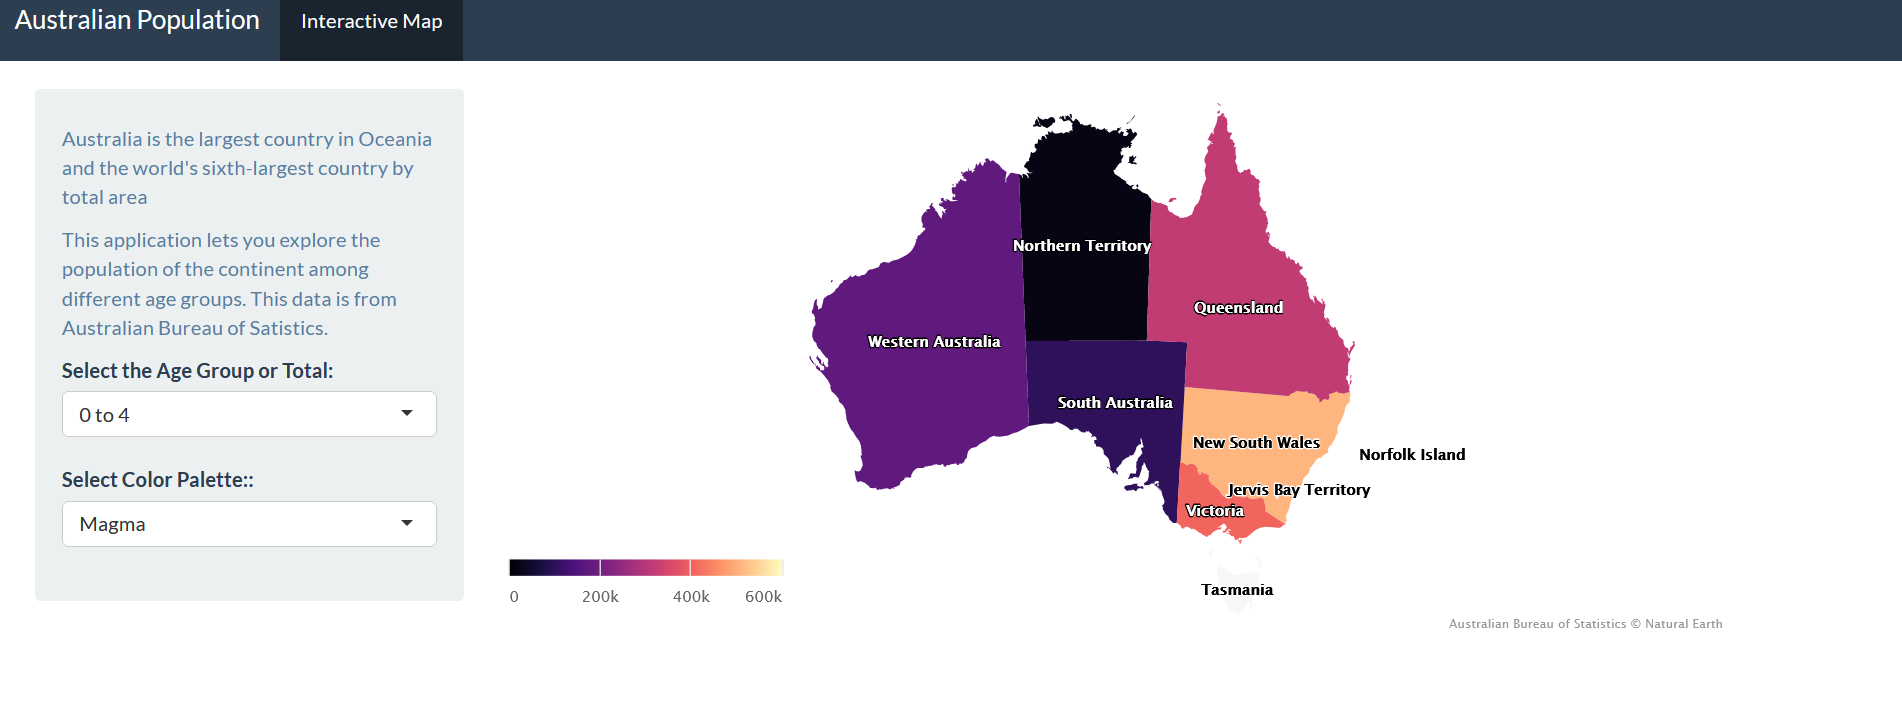 Australian Population
Interactive Map
Australia is the largest country in Oceania
and the world's sixth-largest country by
total area
This application lets you explore the
population of the continent among
different age groups. This data is from
Australian Bureau of Satistics.
Select the Age Group or Total:
0 to 4
Select Color Palette::
Magma
Northern Territory
Queensland
Western Australia
South Australia
New South Wales
Norfolk Island
Jervis Bay Territory
Victoria
Tasmania
0 200k 400k 600k
Australian Bureau of Statistics © Natural Earth